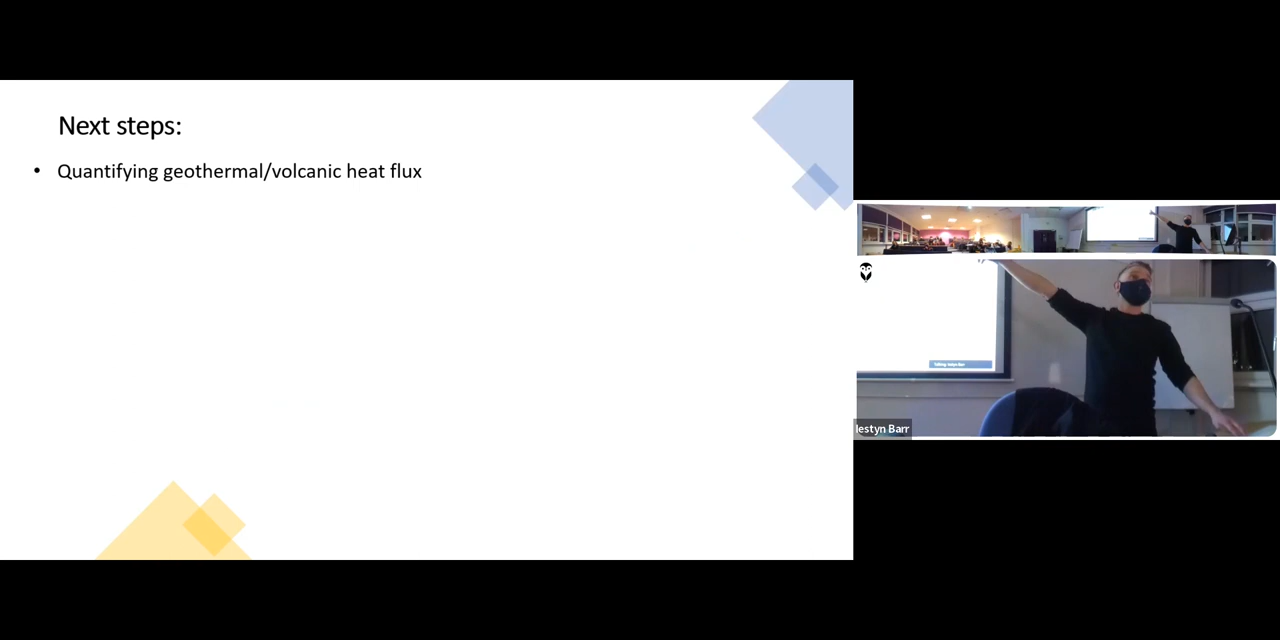 Next steps:
• Quantifying geothermal/volcanic heat flux
Iestyn Barr